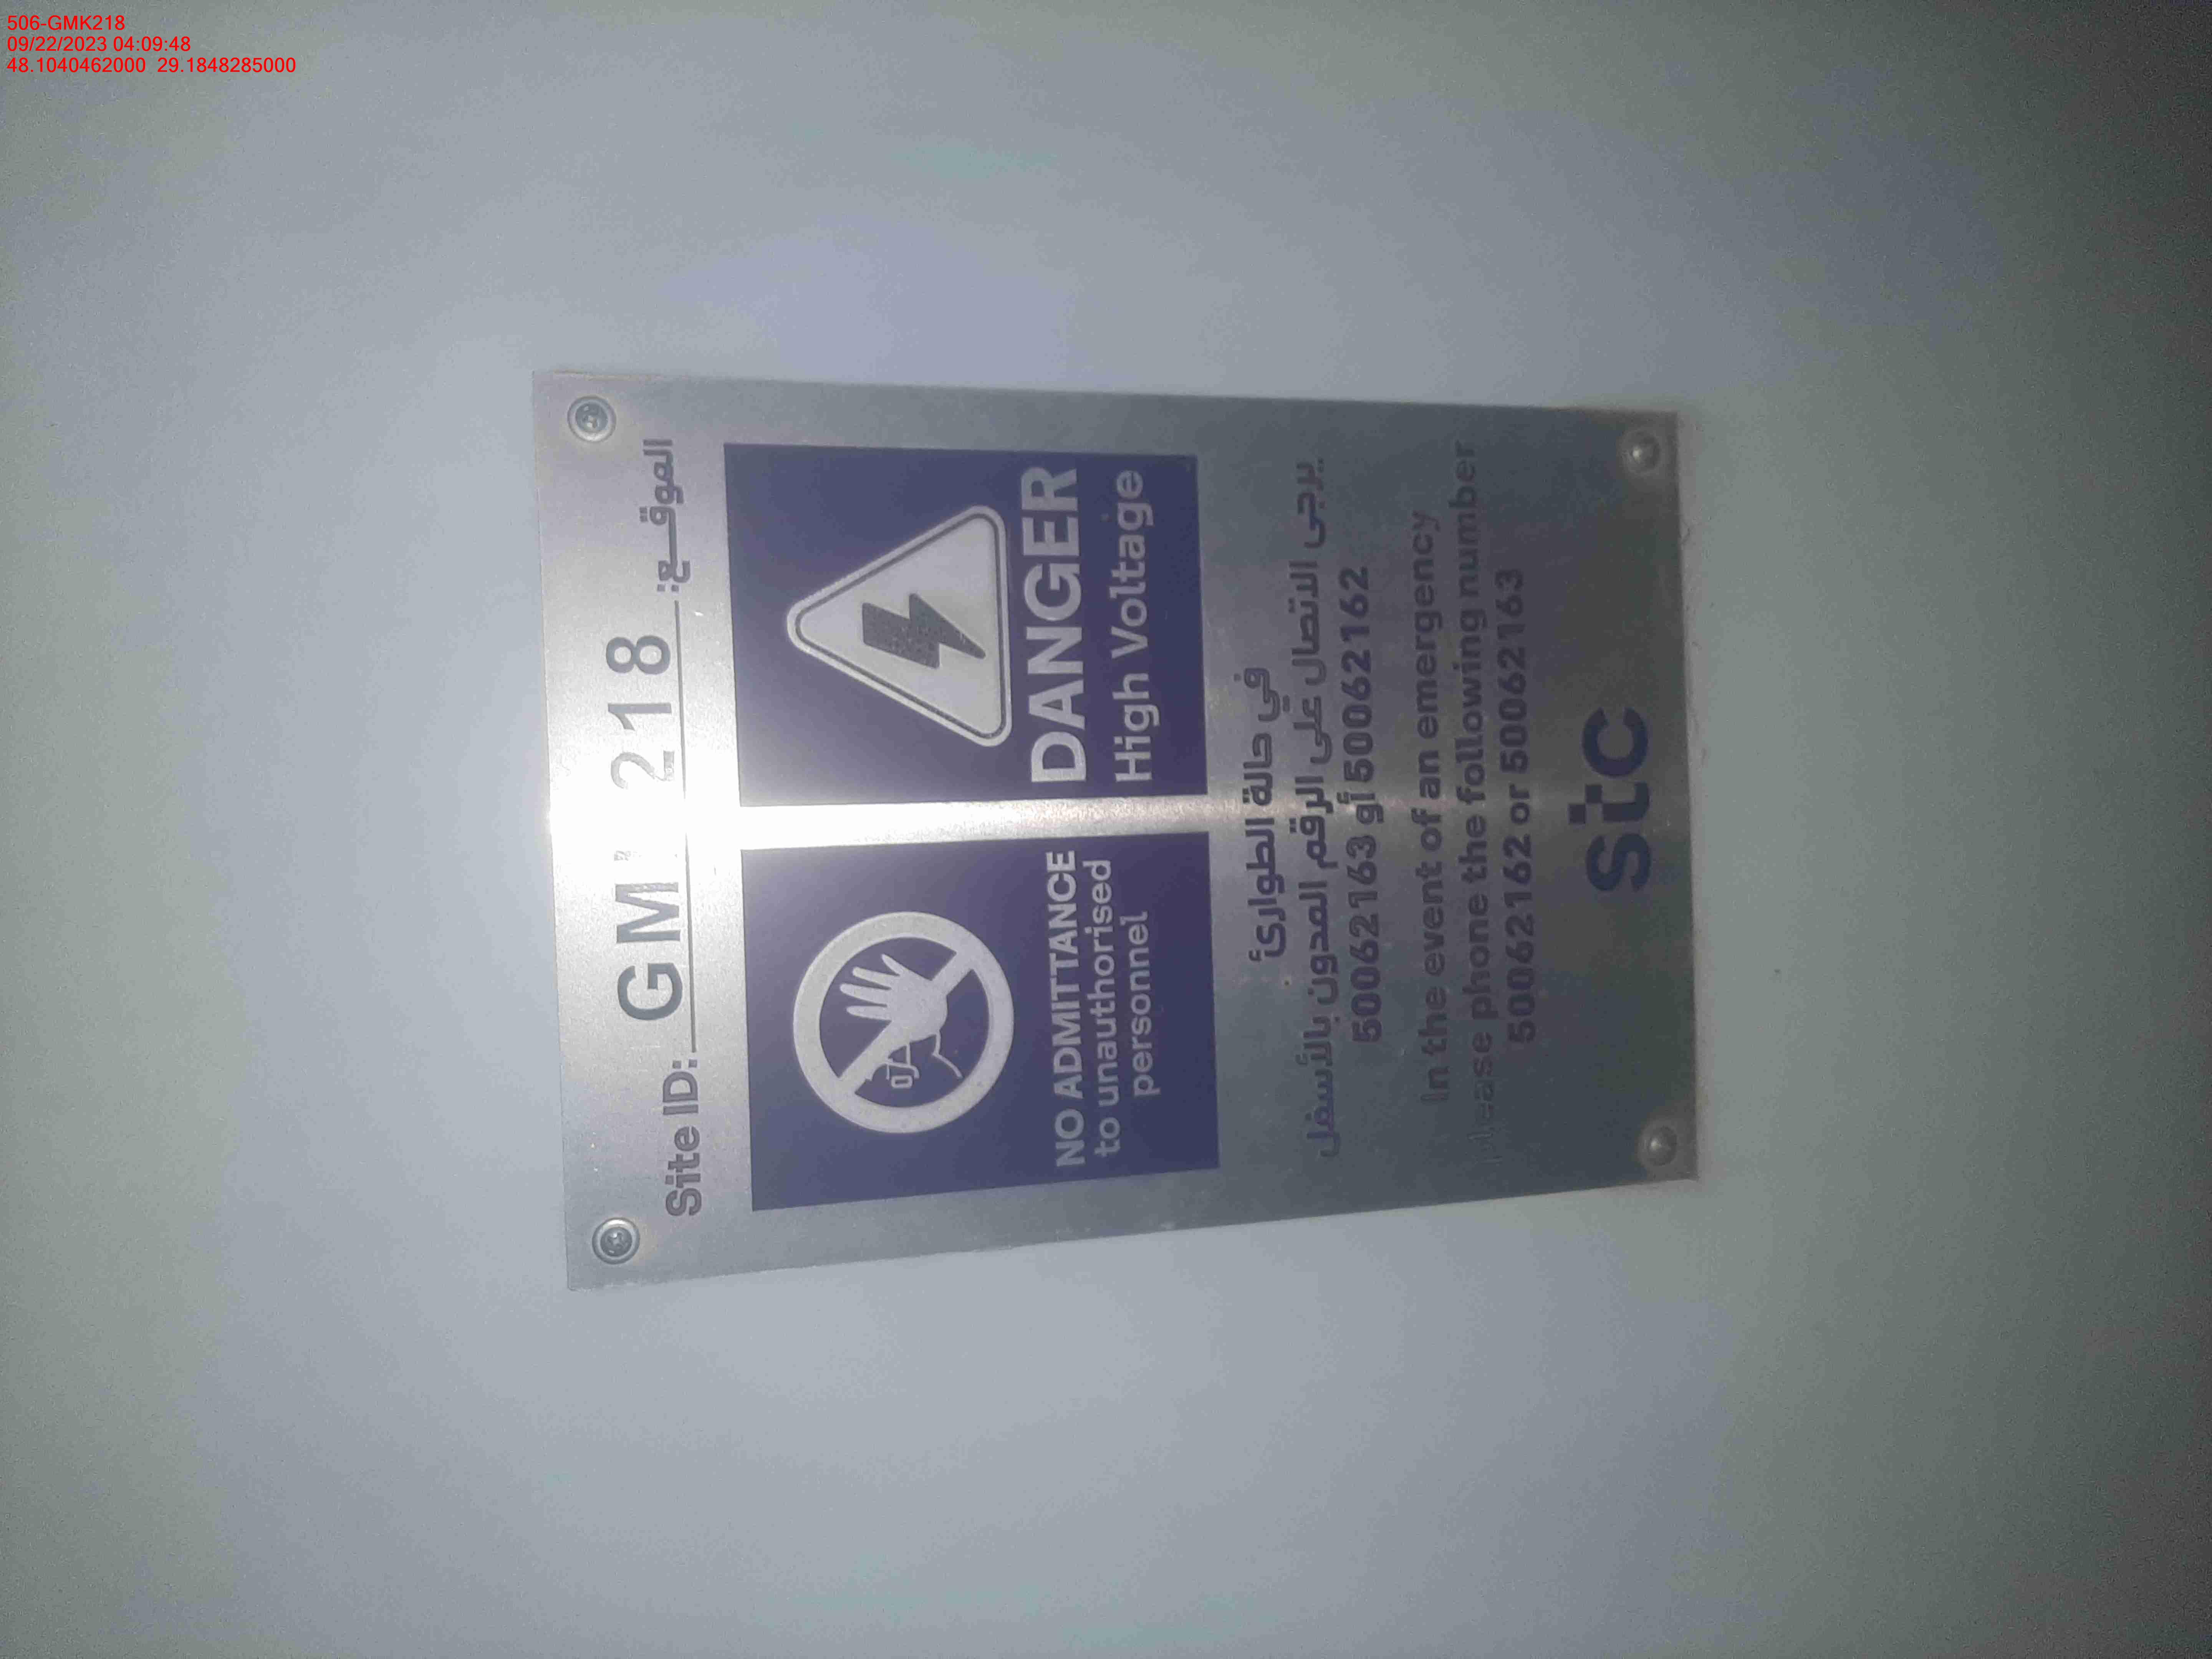 506-GMK218
09/22/2023 04:09:48
48.1040462000 29.1848285000
Site ID: 218 الموقـــع:
NO ADMITTANCE
to unauthorised
personnel
DANGER
High Voltage
في حالة الطوارئ
يرجى الاتصال على الرقم المدون بالأسفل
50062163 أو 50062162
In the event of an emergency
please phone the following number
50062162 or 50062163
stc